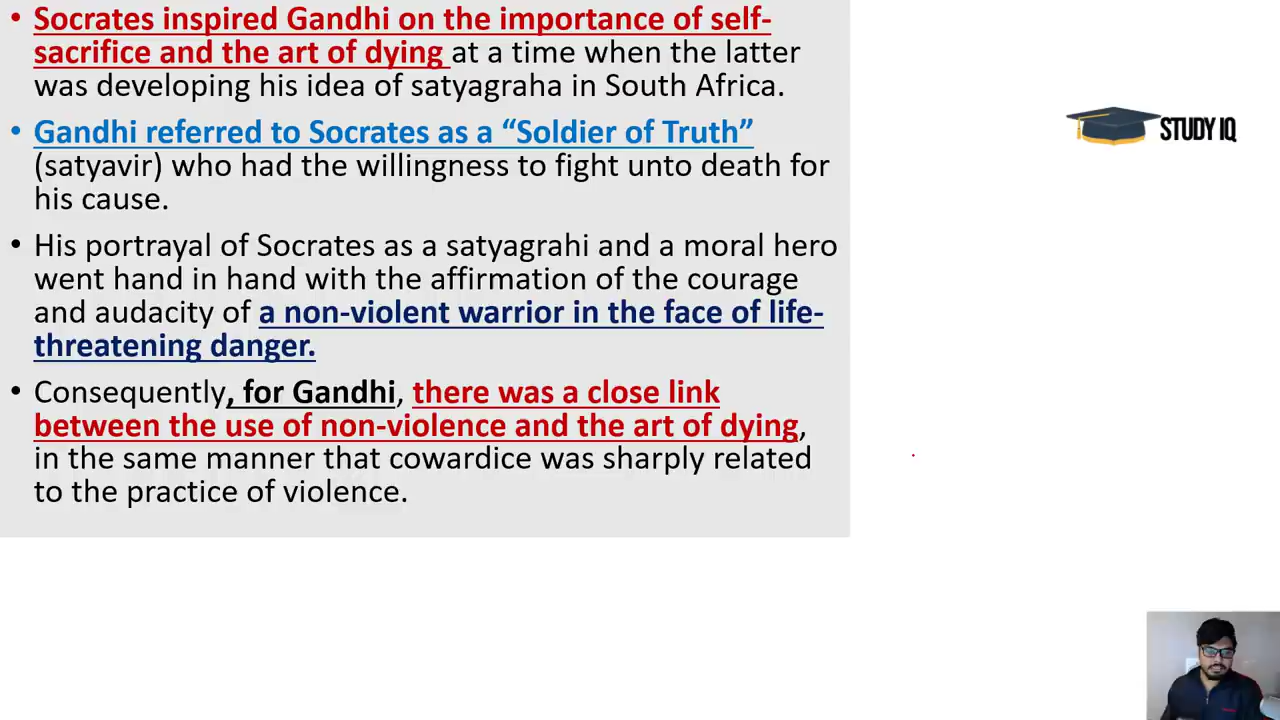 • Socrates inspired Gandhi on the importance of self-
sacrifice and the art of dying at a time when the latter
was developing his idea of satyagraha in South Africa.
• Gandhi referred to Socrates as a “Soldier of Truth”
(satyavir) who had the willingness to fight unto death for
his cause.
• His portrayal of Socrates as a satyagrahi and a moral hero
went hand in hand with the affirmation of the courage
and audacity of a non-violent warrior in the face of life-
threatening danger.
• Consequently, for Gandhi, there was a close link
between the use of non-violence and the art of dying,
in the same manner that cowardice was sharply related
to the practice of violence.
STUDY IQ